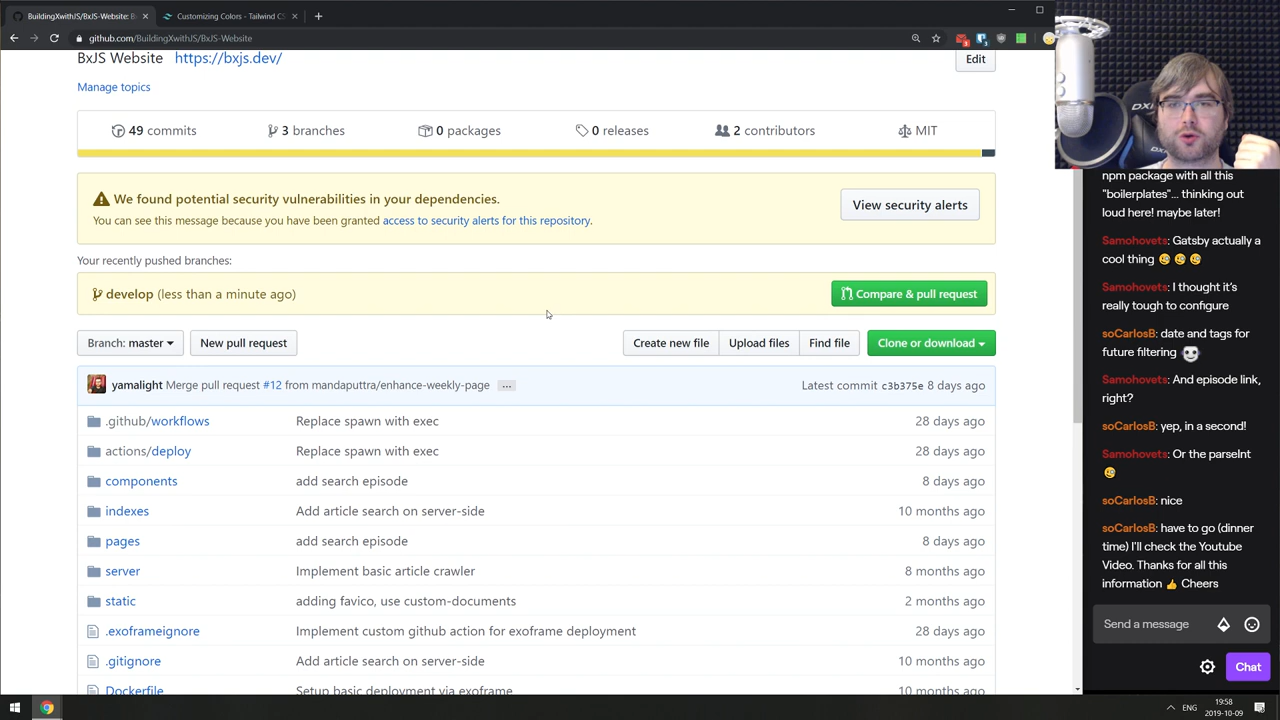 BuildingXwithJS/BxJS-Website: B
Customizing Colors - Tailwind CS
github.com/BuildingXwithJS/BxJS-Website
BxJS Website https://bxjs.dev/
Edit
Manage topics
49 commits
3 branches
0 packages
0 releases
2 contributors
MIT
We found potential security vulnerabilities in your dependencies.
You can see this message because you have been granted access to security alerts for this repository.
View security alerts
Your recently pushed branches:
develop (less than a minute ago)
Compare & pull request
Branch: master
New pull request
Create new file
Upload files
Find file
Clone or download
yamalight Merge pull request #12 from mandaputtra/enhance-weekly-page ...
Latest commit c3b375e 8 days ago
.github/workflows Replace spawn with exec 28 days ago
actions/deploy Replace spawn with exec 28 days ago
components add search episode 8 days ago
indexes Add article search on server-side 10 months ago
pages add search episode 8 days ago
server Implement basic article crawler 8 months ago
static adding favico, use custom-documents 2 months ago
.exoframeignore Implement custom github action for exoframe deployment 28 days ago
.gitignore Add article search on server-side 10 months ago
Dockerfile Setup basic deployment via exoframe 10 months ago
npm package with all this
"boilerplates"... thinking out
loud here! maybe later!
Samohovets: Gatsby actually a
cool thing
Samohovets: I thought it's
really tough to configure
soCarlosB: date and tags for
future filtering
Samohovets: And episode link,
right?
soCarlosB: yep, in a second!
Samohovets: Or the parseInt
soCarlosB: nice
soCarlosB: have to go (dinner
time) I'll check the Youtube
Video. Thanks for all this
information 👍 Cheers
Send a message
Chat
ENG
19:58
2019-10-09